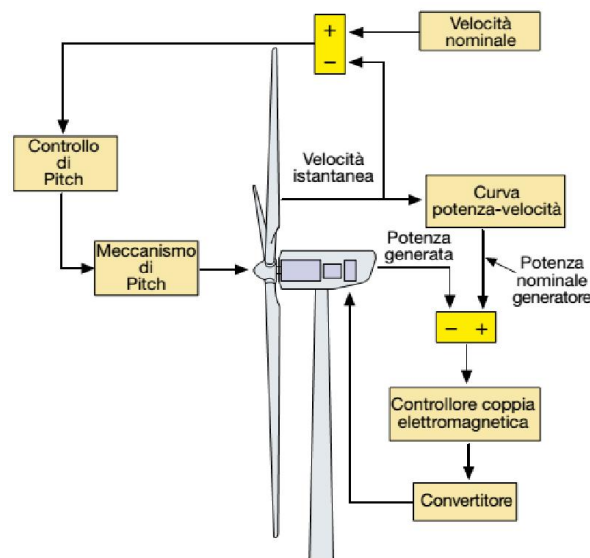 +
−
Velocità
nominale
Controllo
di
Pitch
Velocità
istantanea
Curva
potenza-velocità
Meccanismo
di
Pitch
Potenza
generata
Potenza
nominale
generatore
− +
Controllore coppia
elettromagnetica
Convertitore